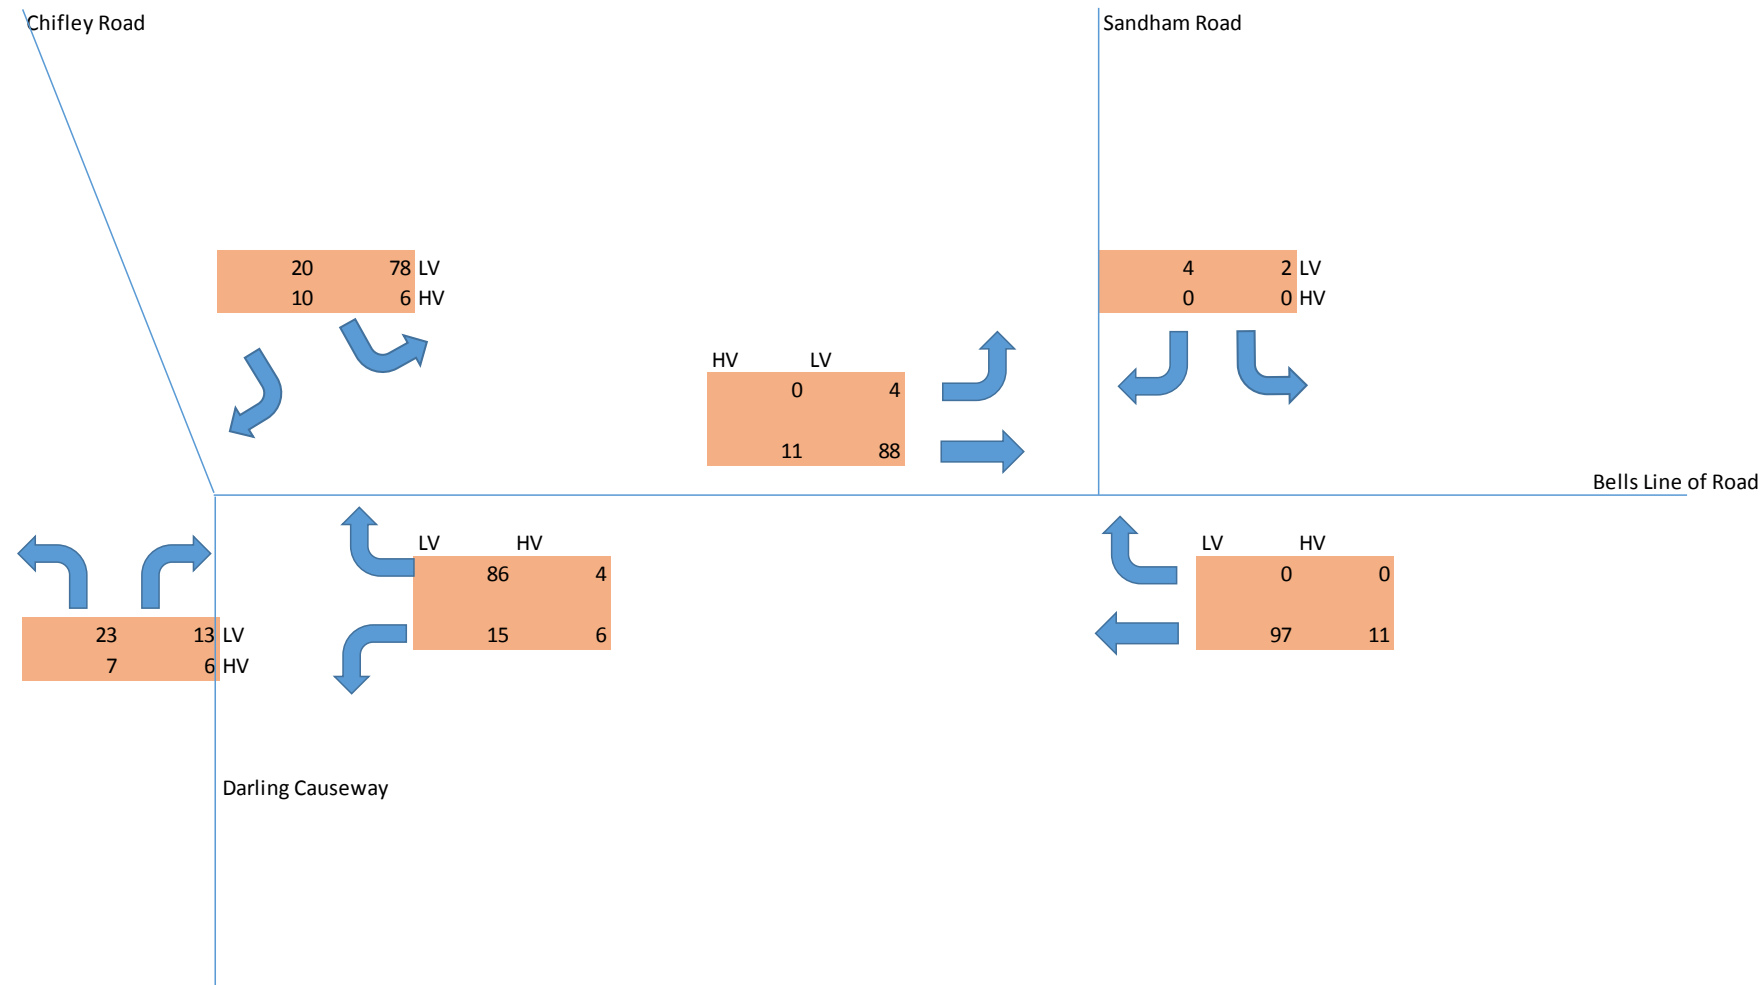 Chifley Road
Sandham Road
20 78 LV
10 6 HV
4 2 LV
0 0 HV
HV LV
0 4
11 88
Bells Line of Road
LV HV
86 4
15 6
LV HV
0 0
97 11
23 13 LV
7 6 HV
Darling Causeway